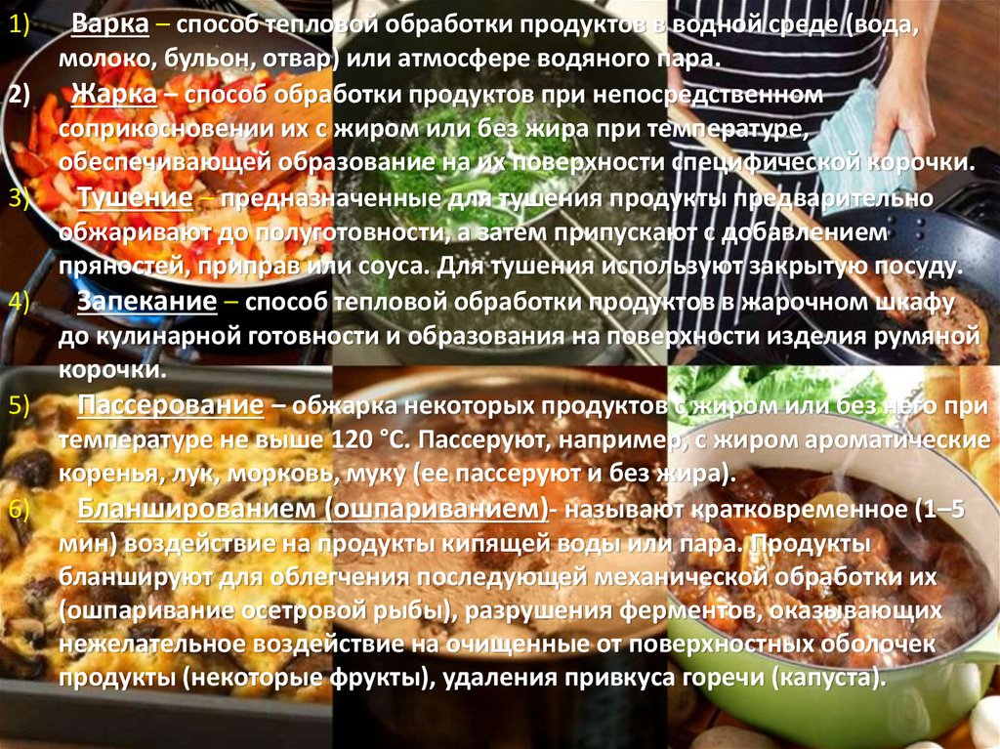 1) Варка – способ тепловой обработки продуктов в водной среде (вода,
молоко, бульон, отвар) или атмосфере водяного пара.
2) Жарка – способ обработки продуктов при непосредственном
соприкосновении их с жиром или без жира при температуре,
обеспечивающей образование на их поверхности специфической корочки.
3) Тушение – предназначенные для тушения продукты предварительно
обжаривают до полуготовности, а затем припускают с добавлением
пряностей, приправ или соуса. Для тушения используют закрытую посуду.
4) Запекание – способ тепловой обработки продуктов в жарочном шкафу
до кулинарной готовности и образования на поверхности изделия румяной
корочки.
5) Пассерование – обжарка некоторых продуктов с жиром или без него при
температуре не выше 120 °С. Пассеруют, например, с жиром ароматические
коренья, лук, морковь, муку (ее пассеруют и без жира).
6) Бланшированием (ошпариванием)- называют кратковременное (1–5
мин) воздействие на продукты кипящей воды или пара. Продукты
бланшируют для облегчения последующей механической обработки их
(ошпаривание осетровой рыбы), разрушения ферментов, оказывающих
нежелательное воздействие на очищенные от поверхностных оболочек
продукты (некоторые фрукты), удаления привкуса горечи (капуста).